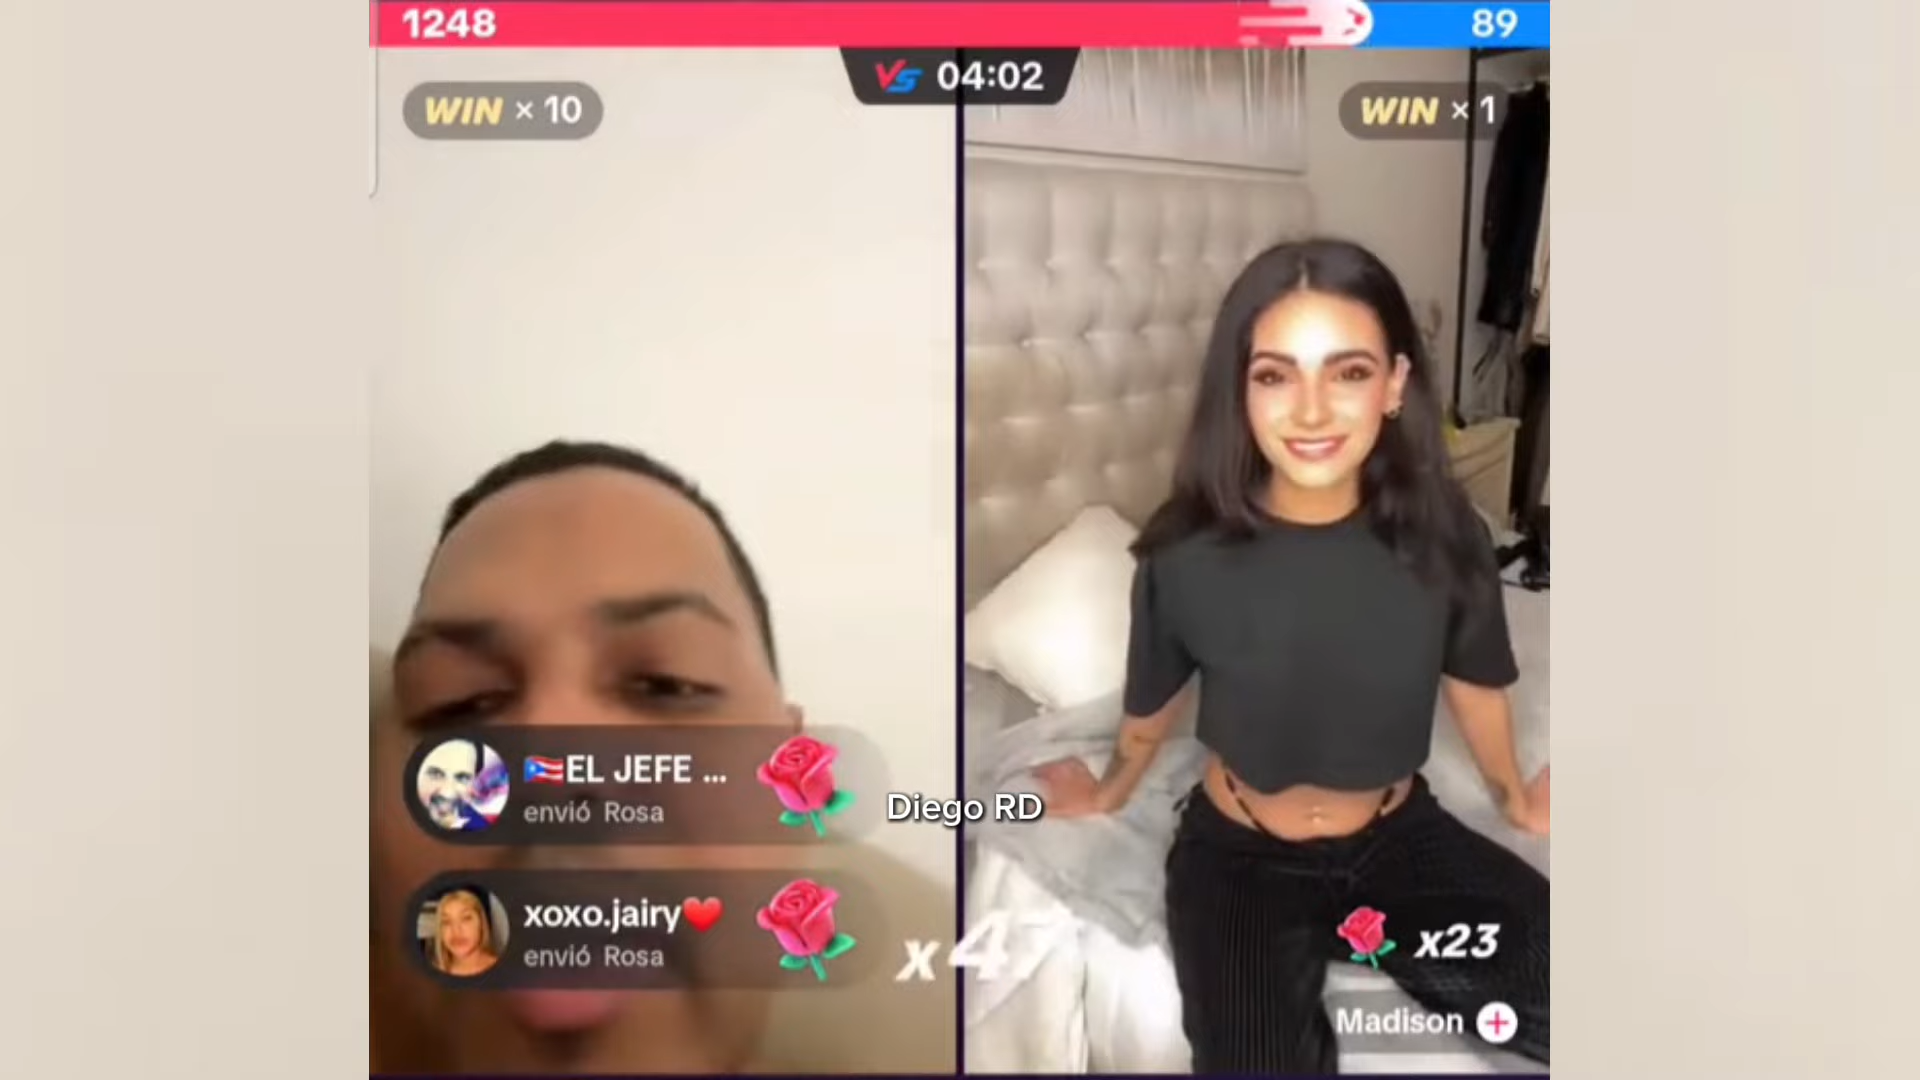 1248
89
VS 04:02
WIN × 10
WIN × 1
🇵🇷EL JEFE ...
envió Rosa
Diego RD
xoxo.jairy❤️
envió Rosa
x47
x23
Madison